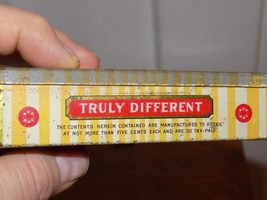 TRULY DIFFERENT
THE CONTENTS HEREIN CONTAINED ARE MANUFACTURED TO RETAIL
AT NOT MORE THAN FIVE CENTS EACH AND ARE SO TAX-PAID.